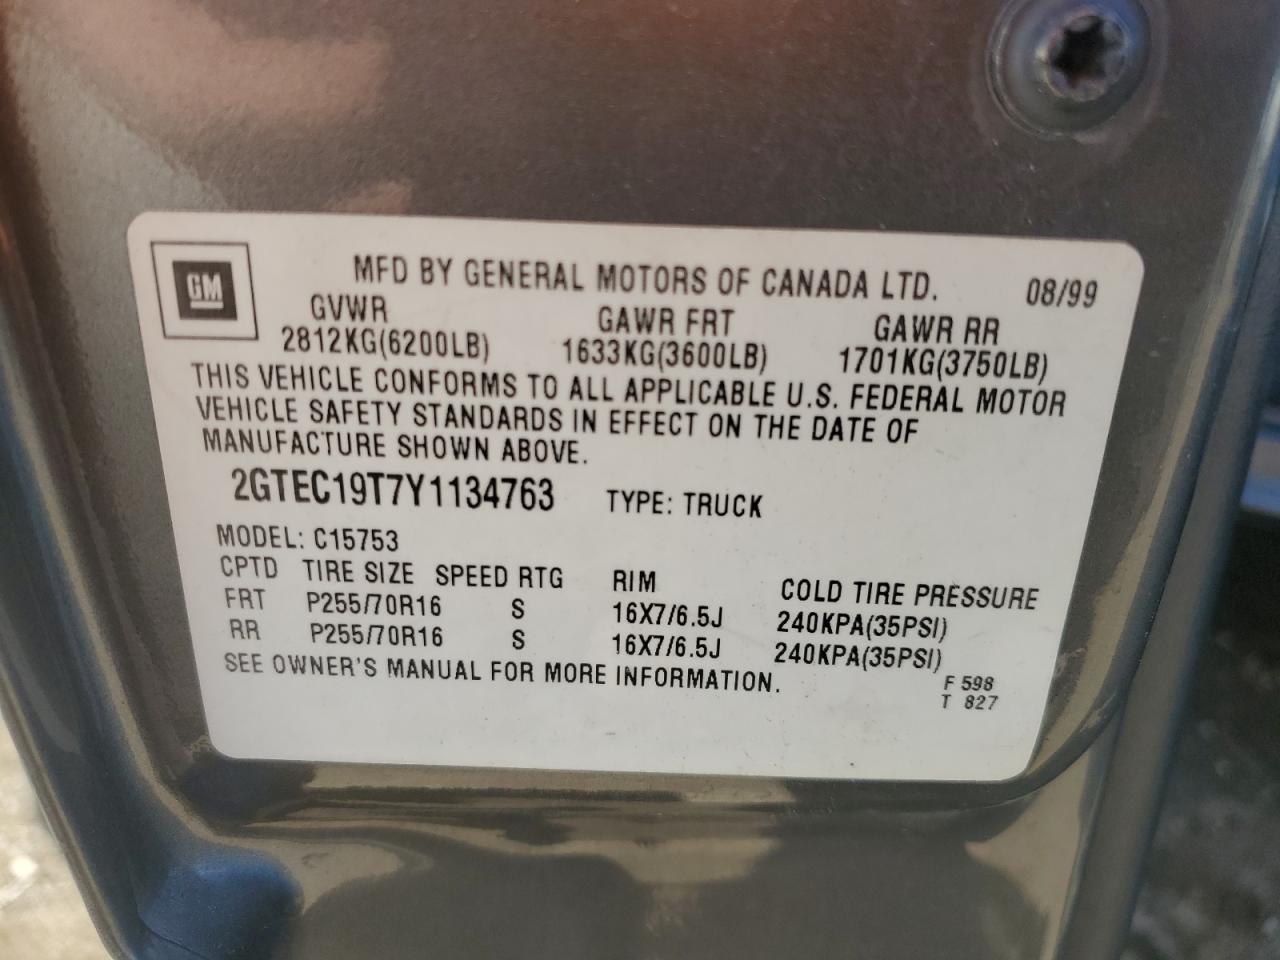 GM
MFD BY GENERAL MOTORS OF CANADA LTD. 08/99
GVWR GAWR FRT GAWR RR
2812KG(6200LB) 1633KG(3600LB) 1701KG(3750LB)
THIS VEHICLE CONFORMS TO ALL APPLICABLE U.S. FEDERAL MOTOR
VEHICLE SAFETY STANDARDS IN EFFECT ON THE DATE OF
MANUFACTURE SHOWN ABOVE.
2GTEC19T7Y1134763 TYPE: TRUCK
MODEL: C15753
CPTD TIRE SIZE SPEED RTG RIM COLD TIRE PRESSURE
FRT P255/70R16 S 16X7/6.5J 240KPA(35PSI)
RR P255/70R16 S 16X7/6.5J 240KPA(35PSI)
SEE OWNER'S MANUAL FOR MORE INFORMATION.
F 598
T 827